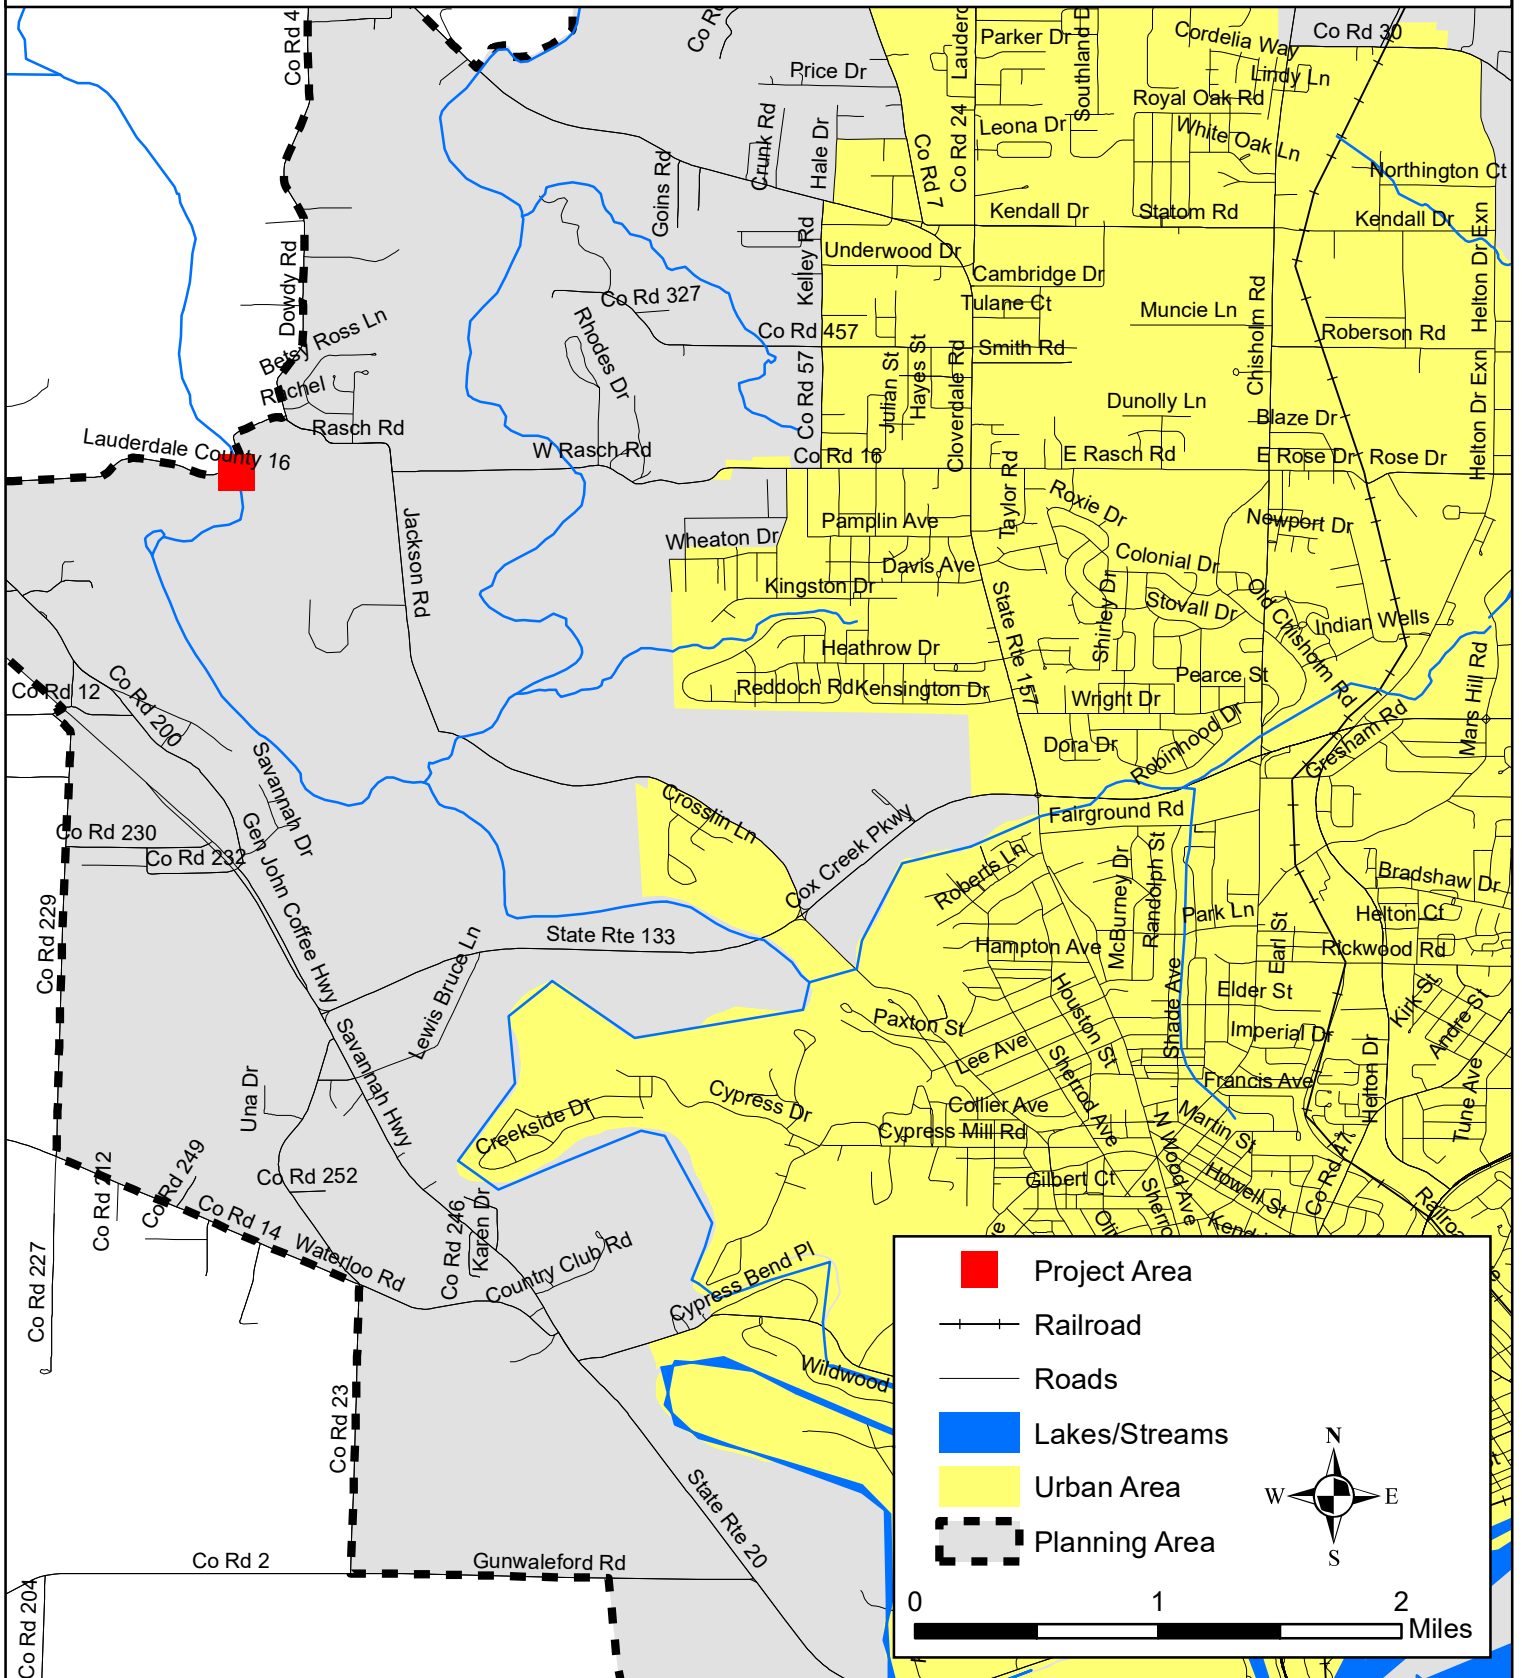 Co Rd 4
Parker Dr
Southland D
Cordelia Way
Co Rd 30
Price Dr
Lindy Ln
Royal Oak Rd
Co Rd 24
Leona Dr
White Oak Ln
Crunk Rd
Hale Dr
Co Rd 7
Goins Rd
Northington Ct
Kendall Dr
Statom Rd
Kendall Dr
Dowdy Rd
Kelley Rd
Underwood Dr
Cambridge Dr
Helton Dr Exn
Co Rd 327
Tulane Ct
Muncie Ln
Chisholm Rd
Betsy Ross Ln
Rhodes Dr
Co Rd 457
Smith Rd
Roberson Rd
Rachel
Co Rd 57
Julian St
Hayes St
Cloverdale Rd
Dunolly Ln
Blaze Dr
Helton Dr Exn
Rasch Rd
Lauderdale County 16
W Rasch Rd
Co Rd 16
E Rasch Rd
E Rose Dr
Rose Dr
Taylor Rd
Roxie Dr
Jackson Rd
Pamplin Ave
Newport Dr
Wheaton Dr
Colonial Dr
Davis Ave
Kingston Dr
State Rte 157
Shirley Dr
Stovall Dr
Old Chisholm Rd
Indian Wells
Heathrow Dr
Co Rd 12
Co Rd 200
Reddoch Rd
Kensington Dr
Pearce St
Wright Dr
Mars Hill Rd
Dora Dr
Robinhood Dr
Gresham Rd
Savannah Dr
Crosslin Ln
Cox Creek Pkwy
Fairground Rd
Co Rd 230
Co Rd 232
Gen John Coffee Hwy
Roberts Ln
McBurney Dr
Randolph St
Bradshaw Dr
Co Rd 229
Park Ln
Earl St
Helton Ct
State Rte 133
Hampton Ave
Rickwood Rd
Lewis Bruce Ln
Houston St
Shade Ave
Elder St
Kirk St
Andre St
Paxton St
Imperial Dr
Savannah Hwy
Lee Ave
Sherrod Ave
Helton Dr
Una Dr
Francis Ave
Tune Ave
Cypress Dr
Creekside Dr
Collier Ave
Martin St
Cypress Mill Rd
N Wood Ave
Co Rd 47
Co Rd 212
Co Rd 249
Co Rd 252
Gilbert Ct
Howell St
Co Rd 14
Co Rd 246
Karen Dr
Sherro
Oli
Kend
Railroa
Co Rd 227
Waterloo Rd
Country Club Rd
Cypress Bend Pl
Wildwood
Co Rd 23
State Rte 20
Co Rd 2
Gunwaleford Rd
Co Rd 204
Project Area
Railroad
Roads
Lakes/Streams
Urban Area
Planning Area
N
W E
S
0 1 2
Miles